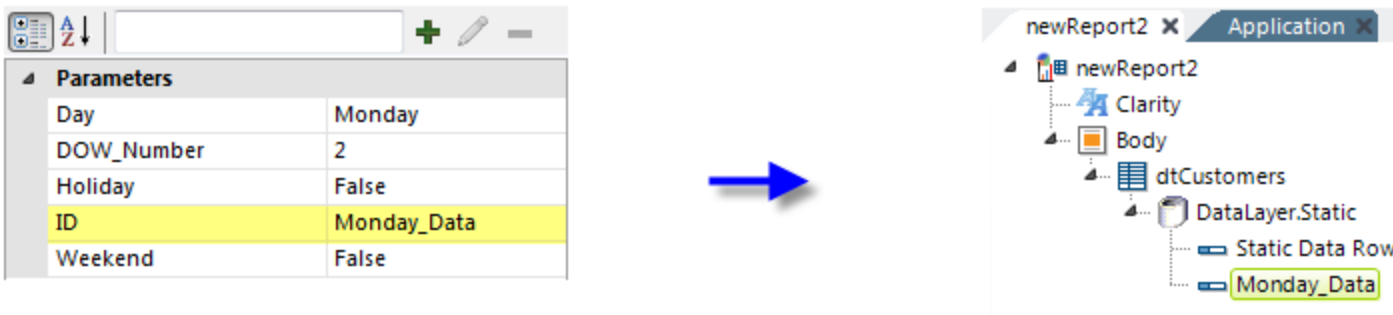 A
Z
Parameters
Day Monday
DOW_Number 2
Holiday False
ID Monday_Data
Weekend False
newReport2 Application
newReport2
Clarity
Body
dtCustomers
DataLayer.Static
Static Data Row
Monday_Data